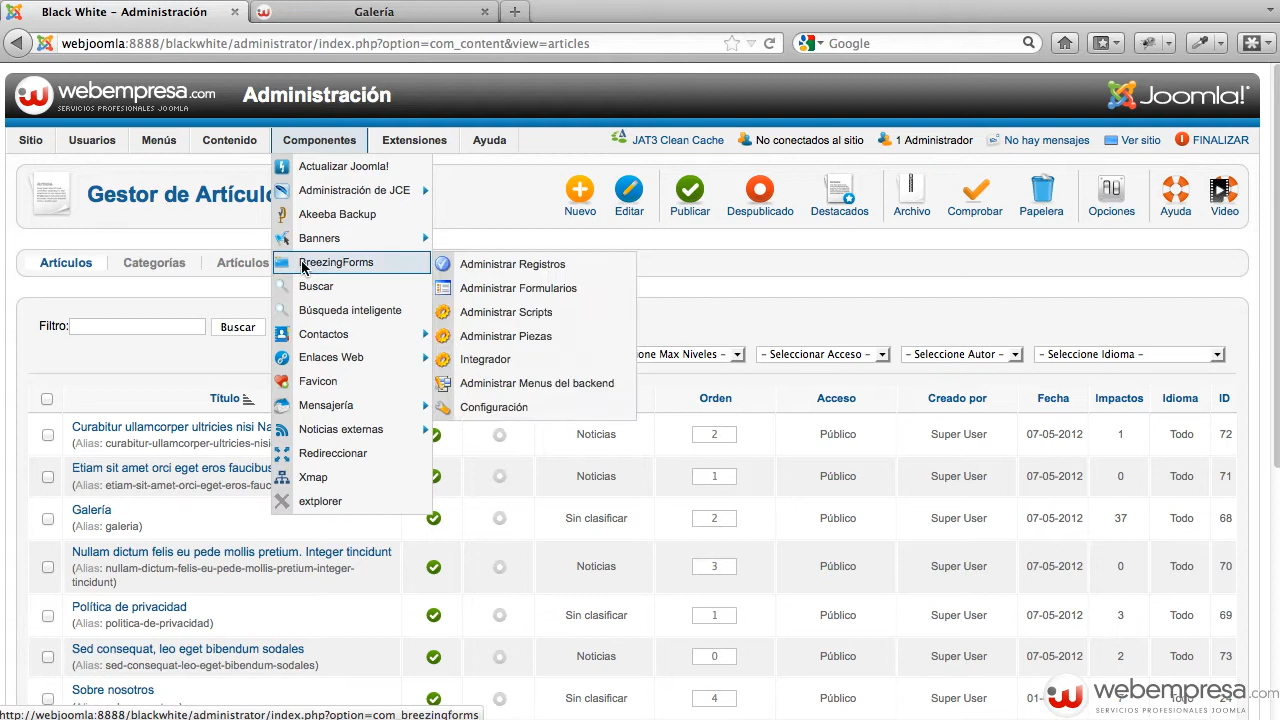 Black White - Administración
Galería
webjoomla:8888/blackwhite/administrator/index.php?option=com_content&view=articles
Google
webempresa.com
SERVICIOS PROFESIONALES JOOMLA
Administración
Joomla!
Sitio Usuarios Menús Contenido Componentes Extensiones Ayuda
JAT3 Clean Cache No conectados al sitio 1 Administrador No hay mensajes Ver sitio FINALIZAR
Actualizar Joomla!
Administración de JCE
Akeeba Backup
Banners
BreezingForms
Buscar
Búsqueda inteligente
Contactos
Enlaces Web
Favicon
Mensajería
Noticias externas
Redireccionar
Xmap
extplorer
Administrar Registros
Administrar Formularios
Administrar Scripts
Administrar Piezas
Integrador
Administrar Menus del backend
Configuración
Gestor de Artículo
Nuevo Editar Publicar Despublicado Destacados Archivo Comprobar Papelera Opciones Ayuda Video
Artículos Categorías Artículos
Filtro: Buscar
one Max Niveles - - Seleccionar Acceso - - Seleccione Autor - - Seleccione Idioma -
Título Orden Acceso Creado por Fecha Impactos Idioma ID
Curabitur ullamcorper ultricies nisi Na
(Alias: curabitur-ullamcorper-ultricies-nisi
Noticias 2 Público Super User 07-05-2012 1 Todo 72
Etiam sit amet orci eget eros faucibus
(Alias: etiam-sit-amet-orci-eget-eros-fauc
Noticias 1 Público Super User 07-05-2012 0 Todo 71
Galería
(Alias: galeria)
Sin clasificar 2 Público Super User 07-05-2012 37 Todo 68
Nullam dictum felis eu pede mollis pretium. Integer tincidunt
(Alias: nullam-dictum-felis-eu-pede-mollis-pretium-integer-
tincidunt)
Noticias 3 Público Super User 07-05-2012 0 Todo 70
Política de privacidad
(Alias: politica-de-privacidad)
Sin clasificar 1 Público Super User 07-05-2012 3 Todo 69
Sed consequat, leo eget bibendum sodales
(Alias: sed-consequat-leo-eget-bibendum-sodales)
Noticias 0 Público Super User 07-05-2012 2 Todo 73
Sobre nosotros
Sin clasificar 4 Público Super User 01-
webempresa.com
http://webjoomla:8888/blackwhite/administrator/index.php?option=com_breezingforms